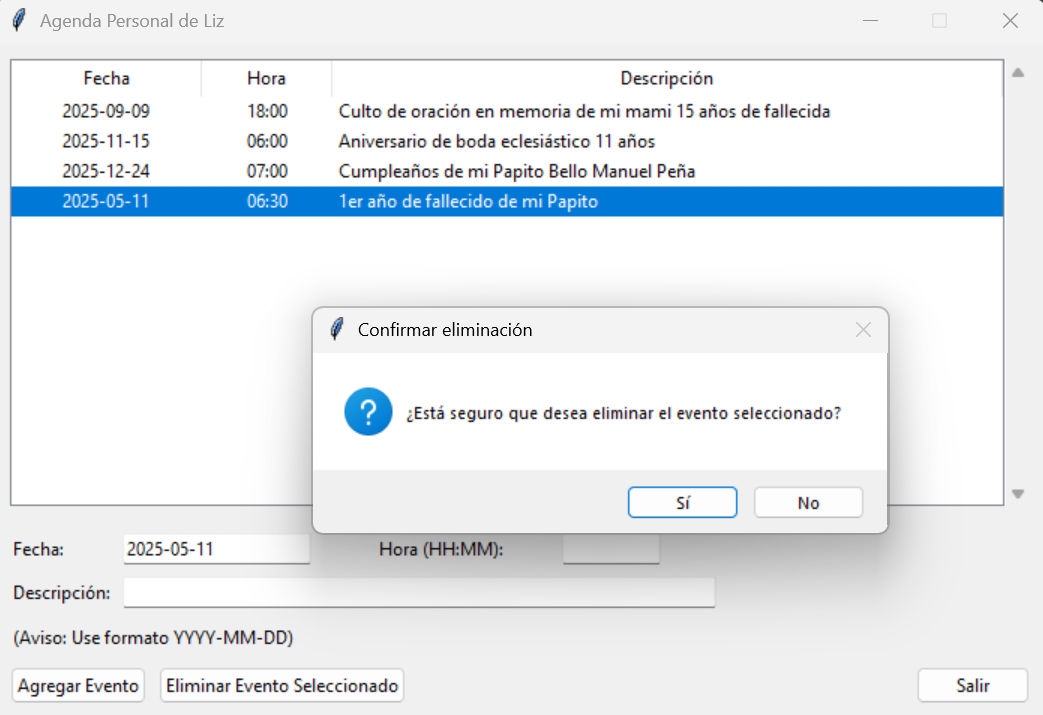 Agenda Personal de Liz
Fecha Hora Descripción
2025-09-09 18:00 Culto de oración en memoria de mi mami 15 años de fallecida
2025-11-15 06:00 Aniversario de boda eclesiástico 11 años
2025-12-24 07:00 Cumpleaños de mi Papito Bello Manuel Peña
2025-05-11 06:30 1er año de fallecido de mi Papito
Confirmar eliminación
¿Está seguro que desea eliminar el evento seleccionado?
Sí No
Fecha: 2025-05-11 Hora (HH:MM):
Descripción:
(Aviso: Use formato YYYY-MM-DD)
Agregar Evento Eliminar Evento Seleccionado Salir